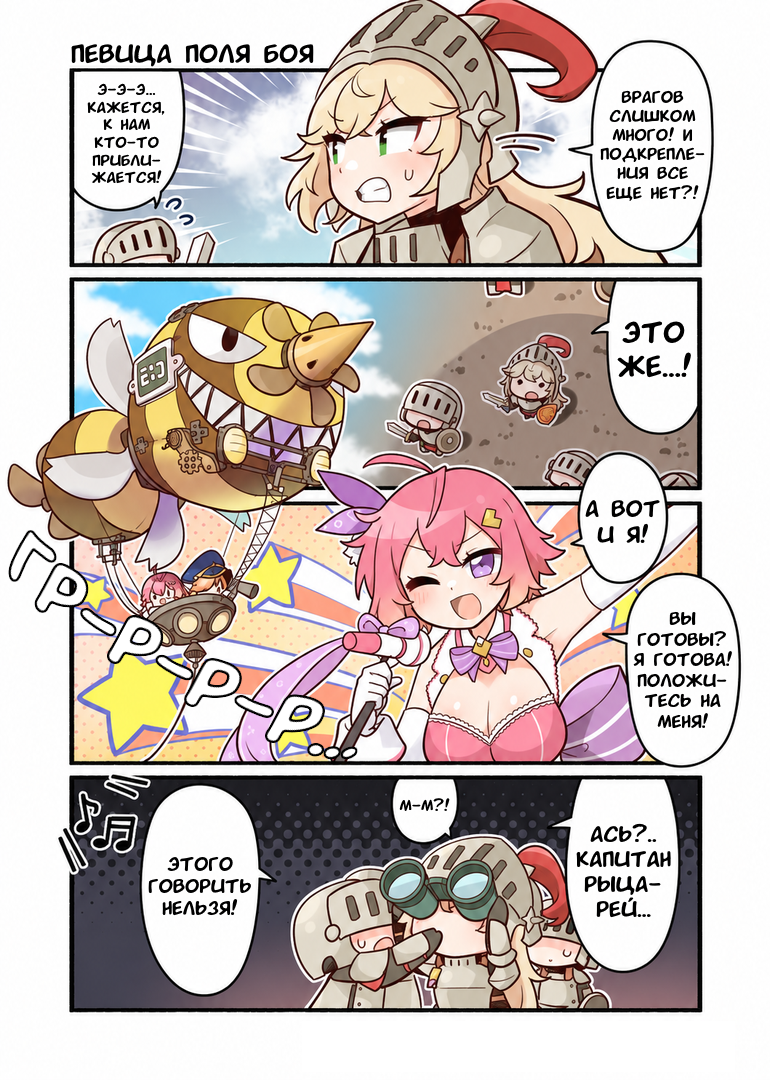 ПЕВИЦА ПОЛЯ БОЯ
ВРАГОВ
СЛИШКОМ
МНОГО! И
ПОДКРЕПЛЕ-
НИЯ ВСЕ
ЕЩЕ НЕТ?!
Э-Э-Э...
КАЖЕТСЯ,
К НАМ
КТО-ТО
ПРИБЛИ-
ЖАЕТСЯ!
ЭТО
ЖЕ...!
А ВОТ
И Я!
ГР-Р-Р-Р-Р...
ВЫ
ГОТОВЫ?
Я ГОТОВА!
ПОЛОЖИ-
ТЕСЬ НА
МЕНЯ!
АСЬ?..
КАПИТАН
РЫЦА-
РЕЙ...
М-М?!
ЭТОГО
ГОВОРИТЬ
НЕЛЬЗЯ!